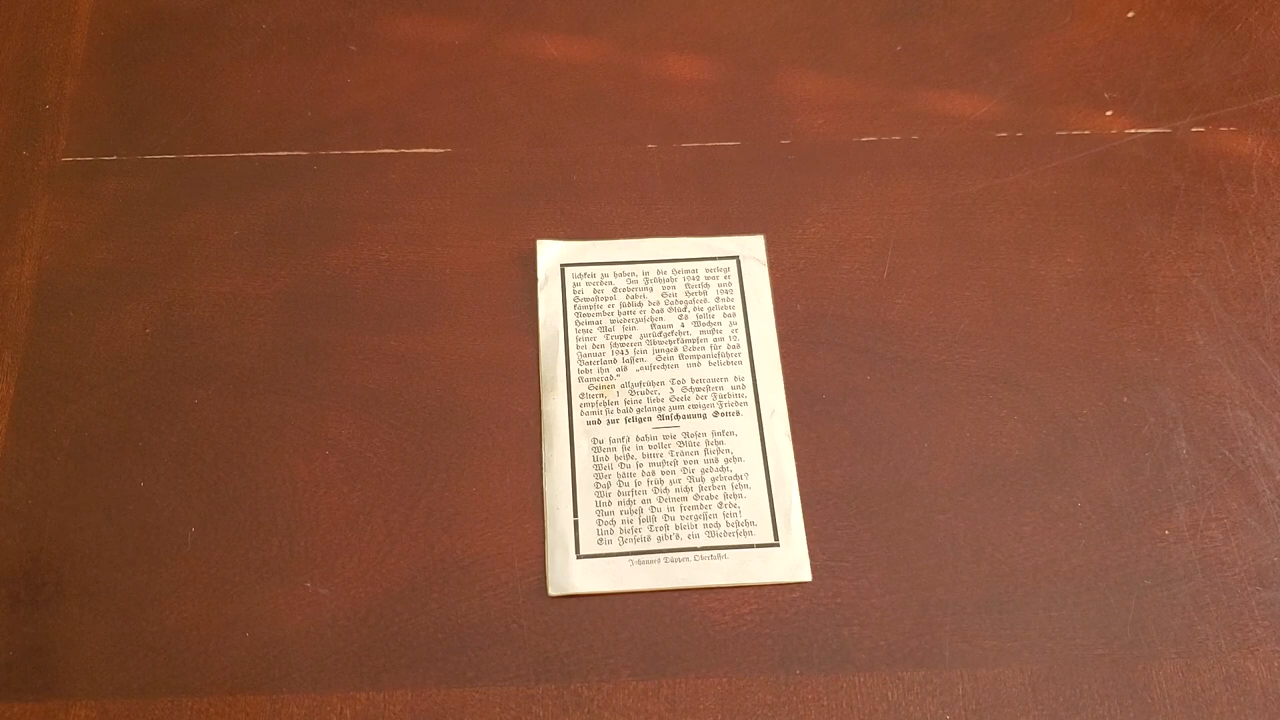 lichkeit zu haben, in die Heimat verlegt
zu werden. Im Frühjahr 1942 war er
bei der Eroberung von Kertsch und
Sewastopol dabei. Seit Herbst 1942
kämpfte er südlich des Ladogasees. Ende
November hatte er das Glück, die geliebte
Heimat wiederzusehen. Es sollte das
letzte Mal sein. Kaum 4 Wochen zu
seiner Truppe zurückgekehrt, mußte er
bei den schweren Abwehrkämpfen am 12.
Januar 1943 sein junges Leben für das
Vaterland lassen. Sein Kompanieführer
lobt ihn als „aufrechten und beliebten
Kamerad."
Seinen allzufrühen Tod betrauern die
Eltern, 1 Bruder, 3 Schwestern und
empfehlen seine liebe Seele der Fürbitte,
damit sie bald gelange zum ewigen Frieden
und zur seligen Anschauung Gottes.
Du sankst dahin wie Rosen sinken,
Wenn sie in voller Blüte stehn.
Und heiße, bittre Tränen fließen,
Weil Du so mußtest von uns gehn.
Wer hätte das von Dir gedacht,
Daß Du so früh zur Ruh gebracht?
Wir durften Dich nicht sterben sehn,
Und nicht an Deinem Grabe stehn.
Nun ruhest Du in fremder Erde,
Doch nie sollst Du vergessen sein!
Und dieser Trost bleibt noch bestehn,
Ein Jenseits gibt's, ein Wiedersehn.
Johannes Düppen, Oberkassel.